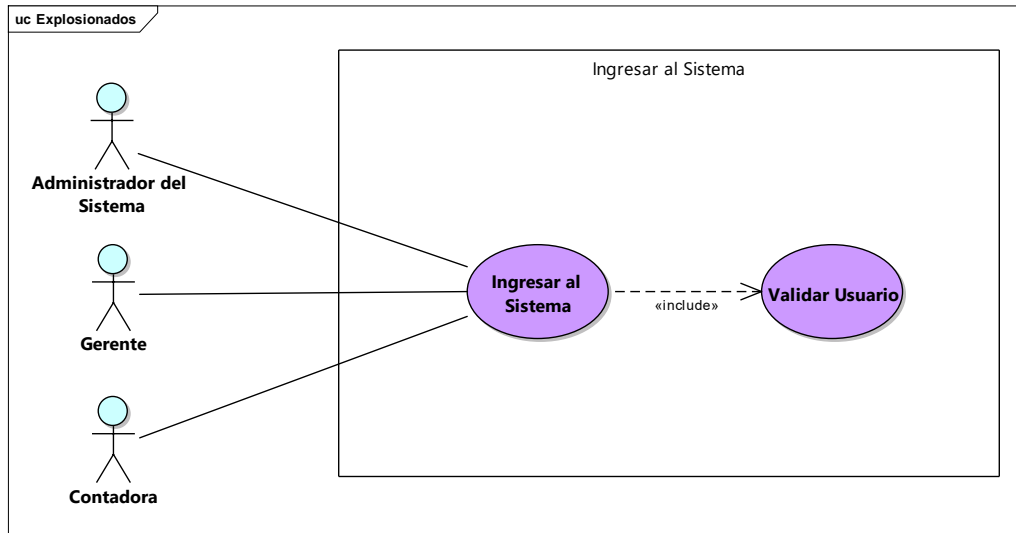 uc Explosionados
Ingresar al Sistema
Administrador del
Sistema
Gerente
Contadora
Ingresar al
Sistema
«include»
Validar Usuario